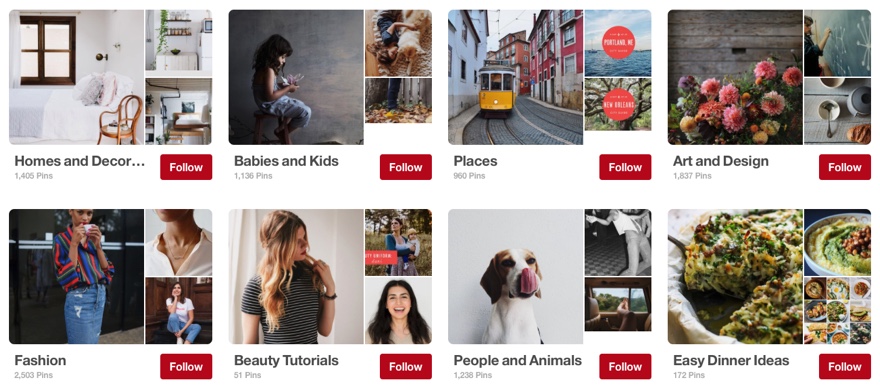 PORTLAND, ME
NEW ORLEANS
Homes and Decor...
1,405 Pins
Follow
Babies and Kids
1,136 Pins
Follow
Places
960 Pins
Follow
Art and Design
1,837 Pins
Follow
Fashion
2,503 Pins
Follow
Beauty Tutorials
51 Pins
Follow
People and Animals
1,238 Pins
Follow
Easy Dinner Ideas
172 Pins
Follow